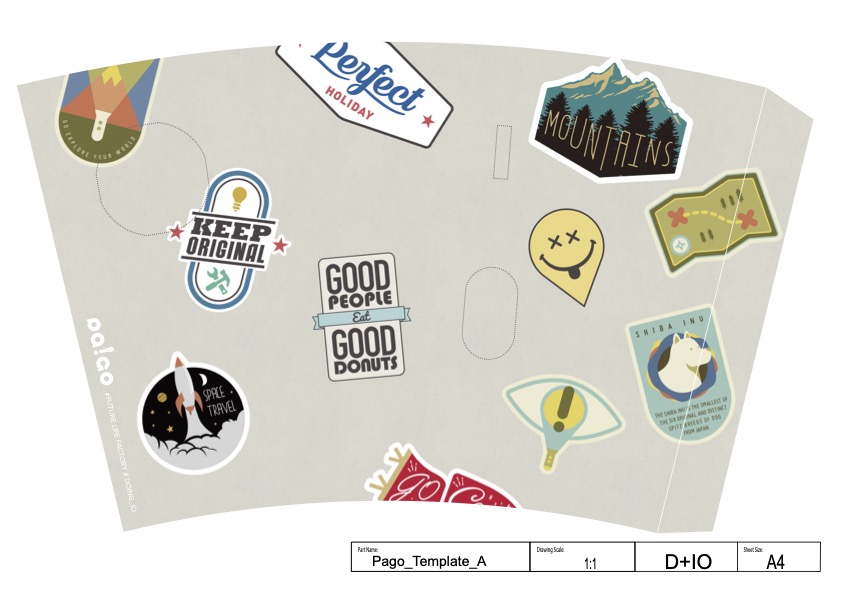 Perfect
HOLIDAY
GO EXPLORE YOUR WORLD
MOUNTAINS
KEEP
ORIGINAL
GOOD
PEOPLE
Eat
GOOD
DONUTS
SHIBA INU
THE SHIBA INU IS THE SMALLEST OF
THE SIX ORIGINAL AND DISTINCT
SPITZ BREEDS OF DOG
FROM JAPAN.
pa!go
#FUTURE LIFE FACTORY # DOING_IO
SPACE
TRAVEL
GO
Part Name:
Pago_Template_A
Drawing Scale:
1:1
D+IO
Sheet Size:
A4